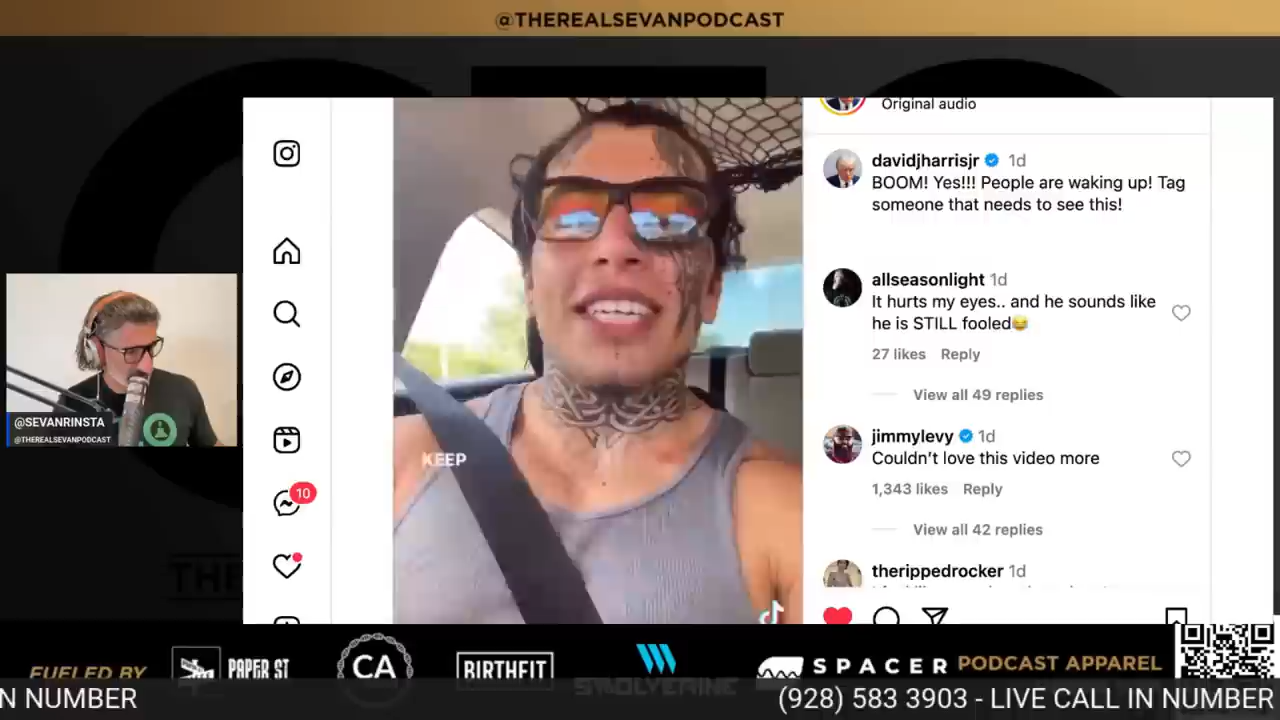 @THEREALSEVANPODCAST
Original audio
davidjharrisjr 1d
BOOM! Yes!!! People are waking up! Tag
someone that needs to see this!
allseasonlight 1d
It hurts my eyes.. and he sounds like
he is STILL fooled😂
27 likes Reply
View all 49 replies
jimmylevy 1d
Couldn't love this video more
1,343 likes Reply
View all 42 replies
therippedrocker 1d
10
KEEP
@SEVANRINSTA
@THEREALSEVANPODCAST
THE
FUELED BY
PAPER ST
CA
BIRTHFIT
SWOLVERINE
SPACER
PODCAST APPAREL
N NUMBER
(928) 583 3903 - LIVE CALL IN NUMBER